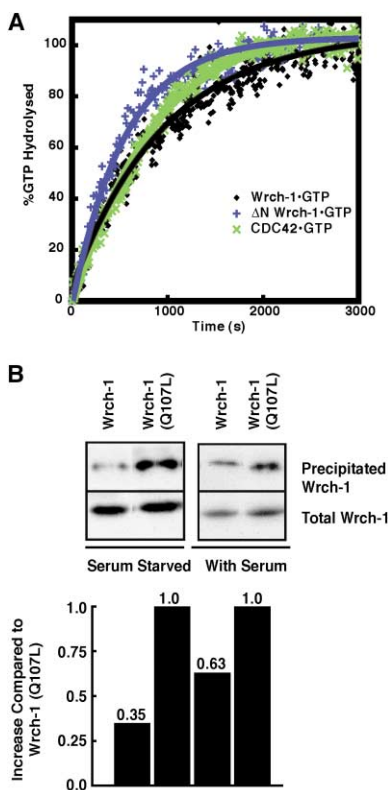 A
%GTP Hydrolysed
100
80
60
40
20
0
Wrch-1•GTP
ΔN Wrch-1•GTP
CDC42•GTP
0 1000 2000 3000
Time (s)
B
Wrch-1
Wrch-1 (Q107L)
Wrch-1
Wrch-1 (Q107L)
Precipitated
Wrch-1
Total Wrch-1
Serum Starved With Serum
Increase Compared to
Wrch-1 (Q107L)
1.0
0.75
0.5
0.25
0.0
0.35
1.0
0.63
1.0